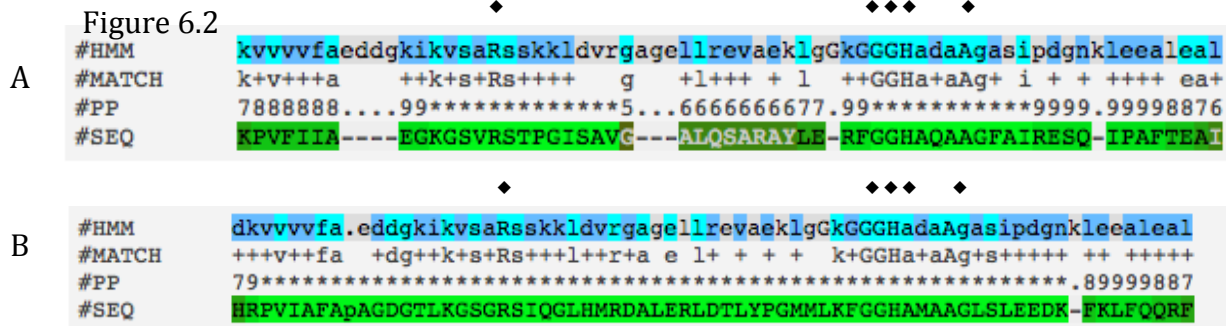 Figure 6.2
A
#HMM kvvvvfaeddgkikvsaRsskkldvrgagellrevaeklgGkGGGHadaAgasipdgnkleealeal
#MATCH k+v+++a ++k+s+Rs++++ g +l+++ + l ++GGHa+aAg+ i + + ++++ ea+
#PP 7888888....99*************5...6666666677.99***********9999.99998876
#SEQ KPVFIIA----EGKGSVRSTPGISAVG---ALQSARAYLE-RFGGHAQAAGFAIRESQ-IPAFTEAI
B
#HMM dkvvvvfa.eddgkikvsaRsskkldvrgagellrevaeklgGkGGGHadaAgasipdgnkleealeal
#MATCH +++v++fa +dg++k+s+Rs+++l++r+a e l+ + + + k+GGHa+aAg+s+++++ ++ +++++
#PP 79**************************************************************.89999887
#SEQ HRPVIAFApAGDGTLKGSGRSIQGLHMRDALERLDTLYPGMMLKFGGHAMAAGLSLEEDK-FKLFQQRF